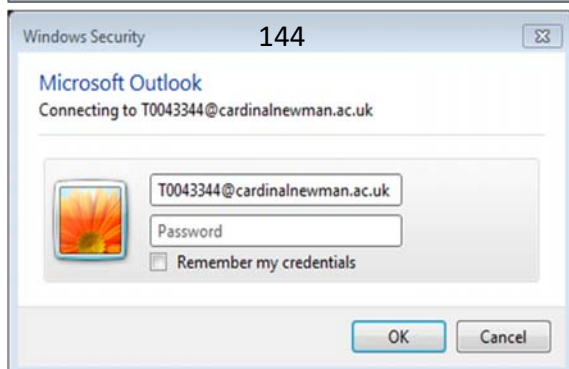 Windows Security 144
Microsoft Outlook
Connecting to T0043344@cardinalnewman.ac.uk
T0043344@cardinalnewman.ac.uk
Password
Remember my credentials
OK Cancel